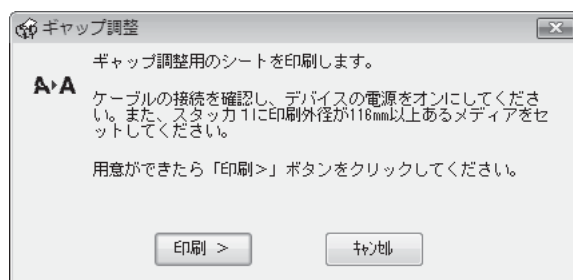 ギャップ調整
ギャップ調整用のシートを印刷します。
A▸A
ケーブルの接続を確認し、デバイスの電源をオンにしてくださ
い。また、スタッカ1に印刷外径が116mm以上あるメディアをセ
ットしてください。
用意ができたら「印刷>」ボタンをクリックしてください。
印刷 >
ｷｬﾝｾﾙ